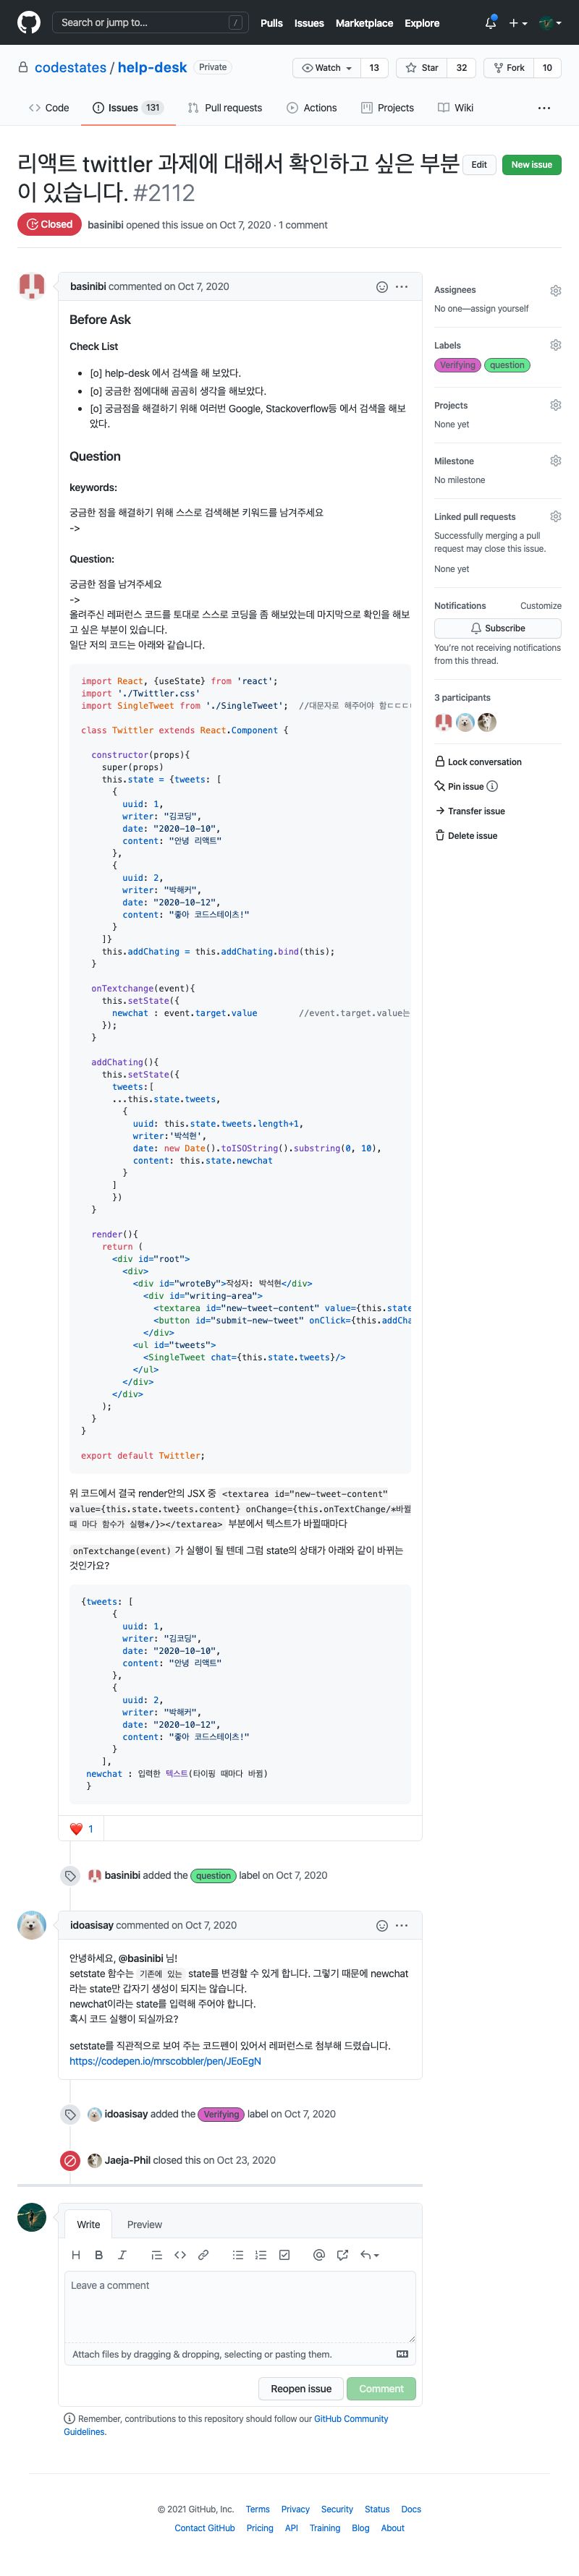 Search or jump to...
/
Pulls Issues Marketplace Explore
codestates / help-desk Private
Watch 13 Star 32 Fork 10
Code Issues 131 Pull requests Actions Projects Wiki
리액트 twittler 과제에 대해서 확인하고 싶은 부분
이 있습니다. #2112
Edit New issue
Closed basinibi opened this issue on Oct 7, 2020 · 1 comment
basinibi commented on Oct 7, 2020
Before Ask
Check List
[o] help-desk 에서 검색을 해 보았다.
[o] 궁금한 점에대해 곰곰히 생각을 해보았다.
[o] 궁금점을 해결하기 위해 여러번 Google, Stackoverflow등 에서 검색을 해보
았다.
Question
keywords:
궁금한 점을 해결하기 위해 스스로 검색해본 키워드를 남겨주세요
->
Question:
궁금한 점을 남겨주세요
->
올려주신 레퍼런스 코드를 토대로 스스로 코딩을 좀 해보았는데 마지막으로 확인을 해보
고 싶은 부분이 있습니다.
일단 저의 코드는 아래와 같습니다.
import React, {useState} from 'react';
import './Twittler.css'
import SingleTweet from './SingleTweet'; //대문자로 해주어야 함ㄷㄷㄷ
class Twittler extends React.Component {
constructor(props){
super(props)
this.state = {tweets: [
{
uuid: 1,
writer: "김코딩",
date: "2020-10-10",
content: "안녕 리액트"
},
{
uuid: 2,
writer: "박해커",
date: "2020-10-12",
content: "좋아 코드스테이츠!"
}
]}
this.addChating = this.addChating.bind(this);
}
onTextchange(event){
this.setState({
newchat : event.target.value //event.target.value는
});
}
addChating(){
this.setState({
tweets:[
...this.state.tweets,
{
uuid: this.state.tweets.length+1,
writer:'박석현',
date: new Date().toISOString().substring(0, 10),
content: this.state.newchat
}
]
})
}
render(){
return (
<div id="root">
<div>
<div id="wroteBy">작성자: 박석현</div>
<div id="writing-area">
<textarea id="new-tweet-content" value={this.state
<button id="submit-new-tweet" onClick={this.addCha
</div>
<ul id="tweets">
<SingleTweet chat={this.state.tweets}/>
</ul>
</div>
</div>
);
}
}
export default Twittler;
위 코드에서 결국 render안의 JSX 중 <textarea id="new-tweet-content"
value={this.state.tweets.content} onChange={this.onTextChange/*바뀔
때 마다 함수가 실행*/}></textarea> 부분에서 텍스트가 바뀔때마다
onTextchange(event) 가 실행이 될 텐데 그럼 state의 상태가 아래와 같이 바뀌는
것인가요?
{tweets: [
{
uuid: 1,
writer: "김코딩",
date: "2020-10-10",
content: "안녕 리액트"
},
{
uuid: 2,
writer: "박해커",
date: "2020-10-12",
content: "좋아 코드스테이츠!"
}
],
newchat : 입력한 텍스트(타이핑 때마다 바뀜)
}
1
basinibi added the question label on Oct 7, 2020
idoasisay commented on Oct 7, 2020
안녕하세요, @basinibi 님!
setstate 함수는 기존에 있는 state를 변경할 수 있게 합니다. 그렇기 때문에 newchat
라는 state만 갑자기 생성이 되지는 않습니다.
newchat이라는 state를 입력해 주어야 합니다.
혹시 코드 실행이 되실까요?
setstate를 직관적으로 보여 주는 코드펜이 있어서 레퍼런스로 첨부해 드렸습니다.
https://codepen.io/mrscobbler/pen/JEoEgN
idoasisay added the Verifying label on Oct 7, 2020
Jaeja-Phil closed this on Oct 23, 2020
Write Preview
Leave a comment
Attach files by dragging & dropping, selecting or pasting them.
Reopen issue Comment
Remember, contributions to this repository should follow our GitHub Community
Guidelines.
Assignees
No one—assign yourself
Labels
Verifying question
Projects
None yet
Milestone
No milestone
Linked pull requests
Successfully merging a pull
request may close this issue.
None yet
Notifications Customize
Subscribe
You're not receiving notifications
from this thread.
3 participants
Lock conversation
Pin issue
Transfer issue
Delete issue
© 2021 GitHub, Inc. Terms Privacy Security Status Docs
Contact GitHub Pricing API Training Blog About